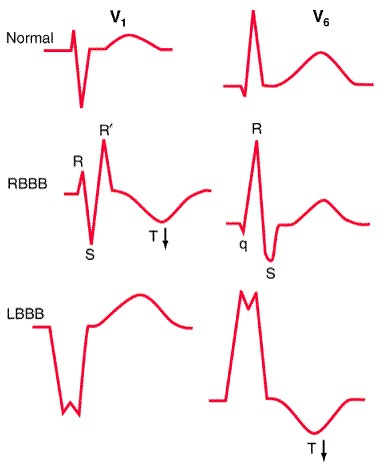 V1 V6
Normal
R R′ R
RBBB
T↓ q
S S
LBBB
T↓